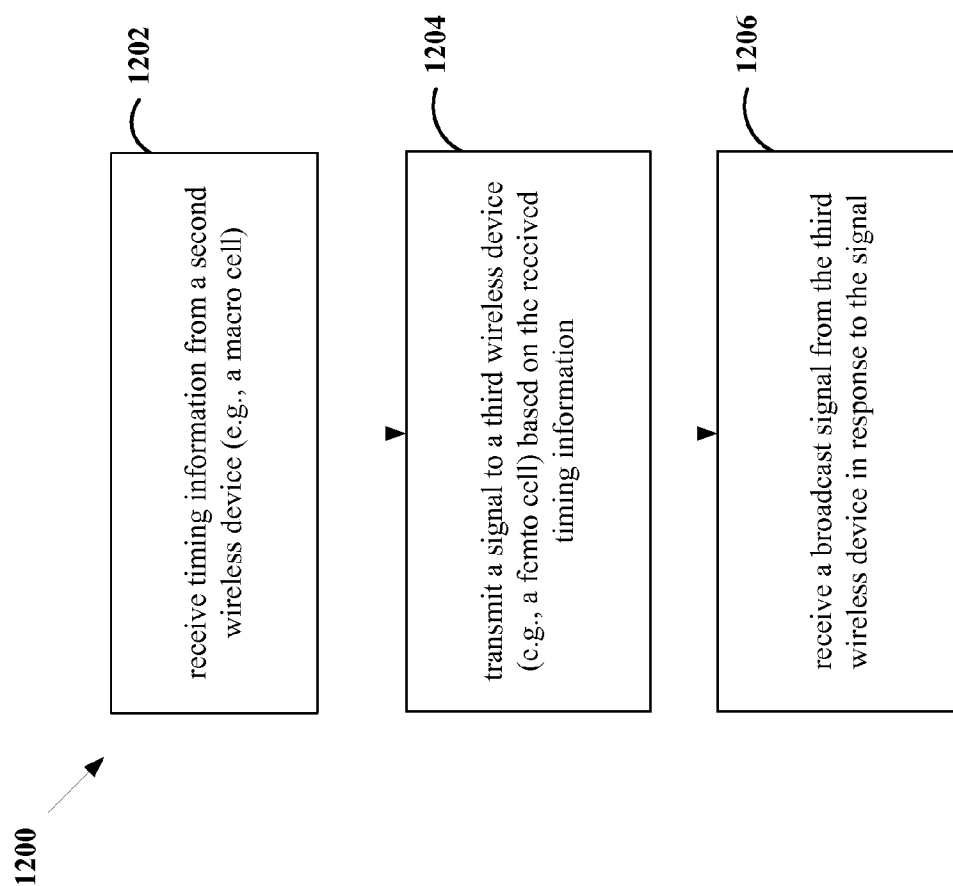 1200
1202
receive timing information from a second
wireless device (e.g., a macro cell)
1204
transmit a signal to a third wireless device
(e.g., a femto cell) based on the received
timing information
1206
receive a broadcast signal from the third
wireless device in response to the signal